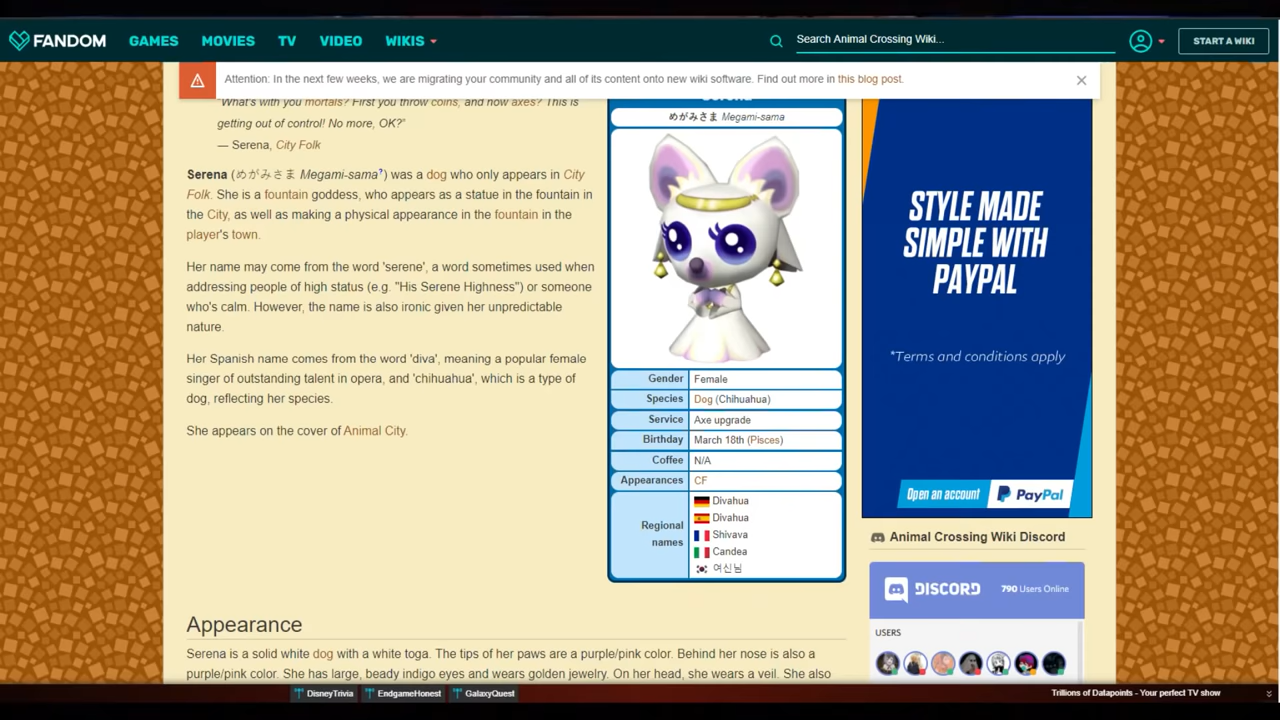 FANDOM GAMES MOVIES TV VIDEO WIKIS Search Animal Crossing Wiki... START A WIKI
Attention: In the next few weeks, we are migrating your community and all of its content onto new wiki software. Find out more in this blog post.
"What's with you mortals? First you throw coins, and now axes? This is
getting out of control! No more, OK?"
— Serena, City Folk
Serena (めがみさま Megami-sama?) was a dog who only appears in City
Folk. She is a fountain goddess, who appears as a statue in the fountain in
the City, as well as making a physical appearance in the fountain in the
player's town.
Her name may come from the word 'serene', a word sometimes used when
addressing people of high status (e.g. "His Serene Highness") or someone
who's calm. However, the name is also ironic given her unpredictable
nature.
Her Spanish name comes from the word 'diva', meaning a popular female
singer of outstanding talent in opera, and 'chihuahua', which is a type of
dog, reflecting her species.
She appears on the cover of Animal City.
Serena
めがみさま Megami-sama
Gender Female
Species Dog (Chihuahua)
Service Axe upgrade
Birthday March 18th (Pisces)
Coffee N/A
Appearances CF
Regional
names
Divahua
Divahua
Shivava
Candea
여신님
Appearance
Serena is a solid white dog with a white toga. The tips of her paws are a purple/pink color. Behind her nose is also a
purple/pink color. She has large, beady indigo eyes and wears golden jewelry. On her head, she wears a veil. She also
STYLE MADE
SIMPLE WITH
PAYPAL
*Terms and conditions apply
Open an account PayPal
Animal Crossing Wiki Discord
DISCORD 790 Users Online
USERS
DisneyTrivia EndgameHonest GalaxyQuest Trillions of Datapoints - Your perfect TV show